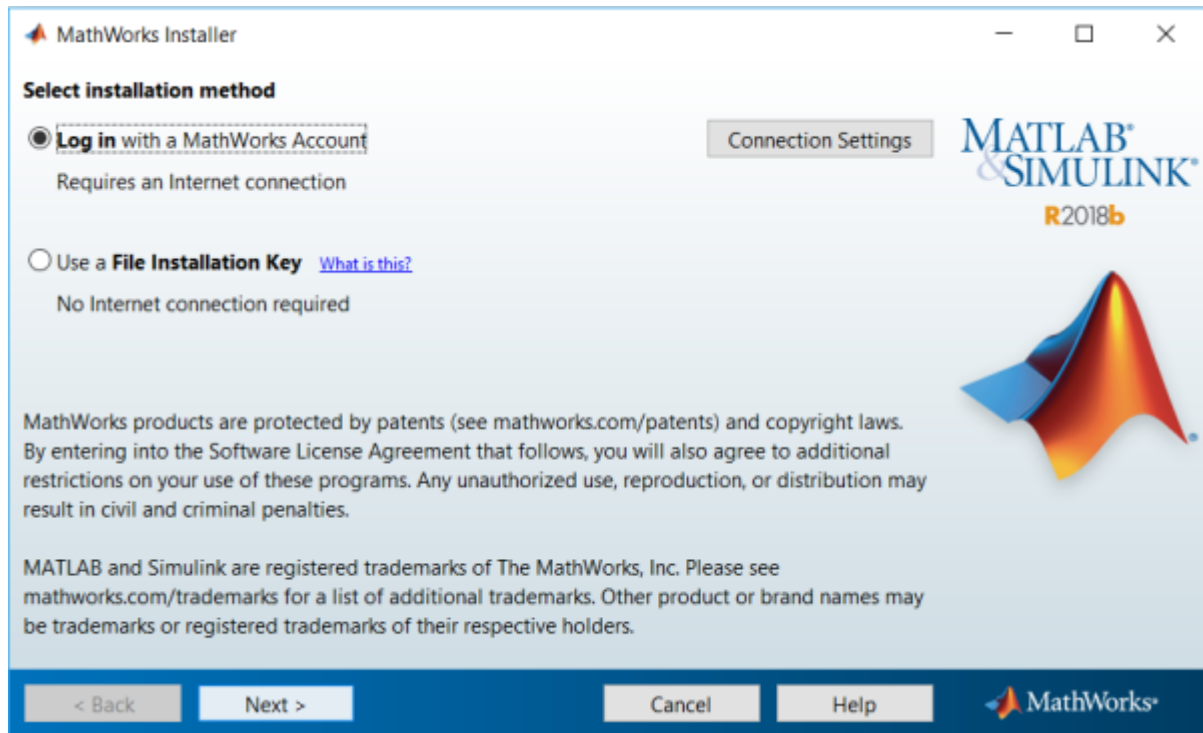 MathWorks Installer
Select installation method
Log in with a MathWorks Account
Connection Settings
Requires an Internet connection
MATLAB®
&SIMULINK®
R2018b
Use a File Installation Key What is this?
No Internet connection required
MathWorks products are protected by patents (see mathworks.com/patents) and copyright laws.
By entering into the Software License Agreement that follows, you will also agree to additional
restrictions on your use of these programs. Any unauthorized use, reproduction, or distribution may
result in civil and criminal penalties.
MATLAB and Simulink are registered trademarks of The MathWorks, Inc. Please see
mathworks.com/trademarks for a list of additional trademarks. Other product or brand names may
be trademarks or registered trademarks of their respective holders.
< Back
Next >
Cancel
Help
MathWorks®